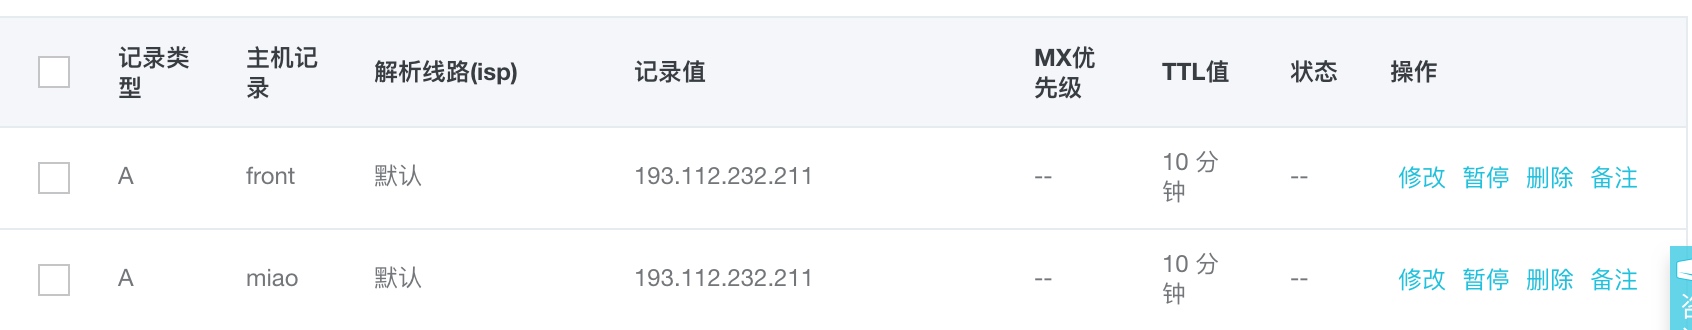 记录类型 主机记录 解析线路(isp) 记录值 MX优先级 TTL值 状态 操作
A front 默认 193.112.232.211 -- 10 分钟 -- 修改 暂停 删除 备注
A miao 默认 193.112.232.211 -- 10 分钟 -- 修改 暂停 删除 备注